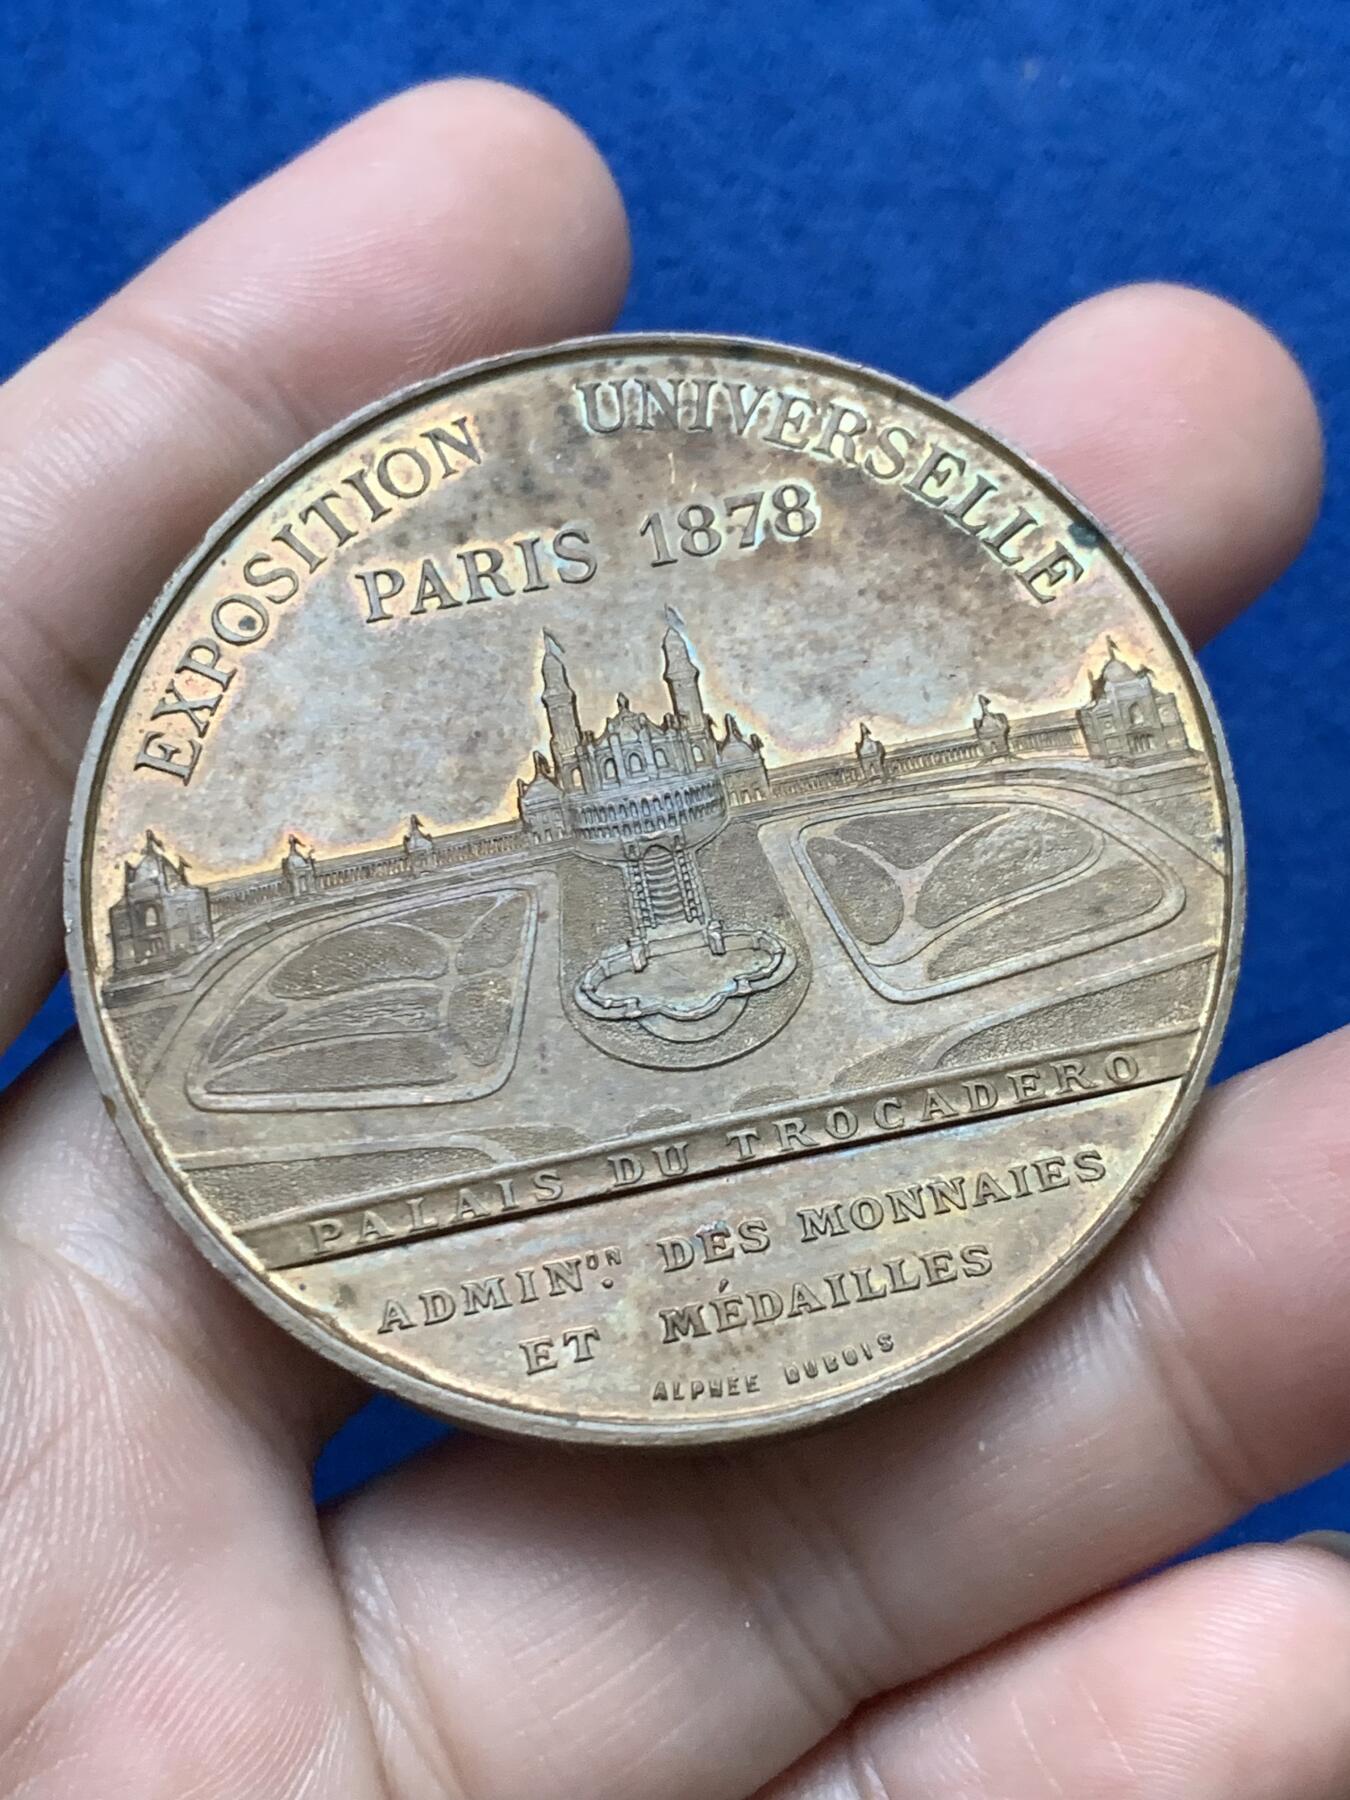 EXPOSITION UNIVERSELLE
PARIS 1878
PALAIS DU TROCADERO
ADMINᴼᴺ. DES MONNAIES
ET MÉDAILLES
ALPHEE DUBOIS